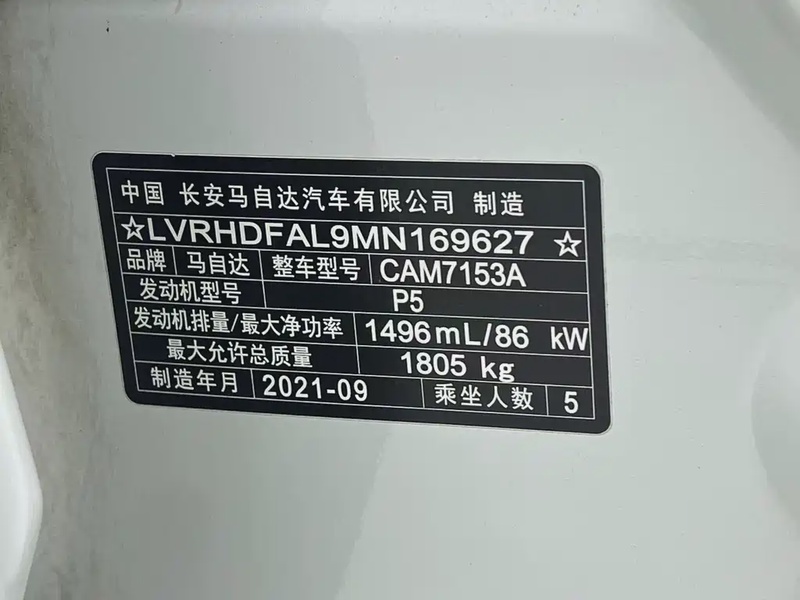 中国 长安马自达汽车有限公司 制造
☆LVRHDFAL9MN169627☆
品牌 马自达 整车型号 CAM7153A
发动机型号 P5
发动机排量/最大净功率 1496mL/86 kW
最大允许总质量 1805 kg
制造年月 2021-09 乘坐人数 5